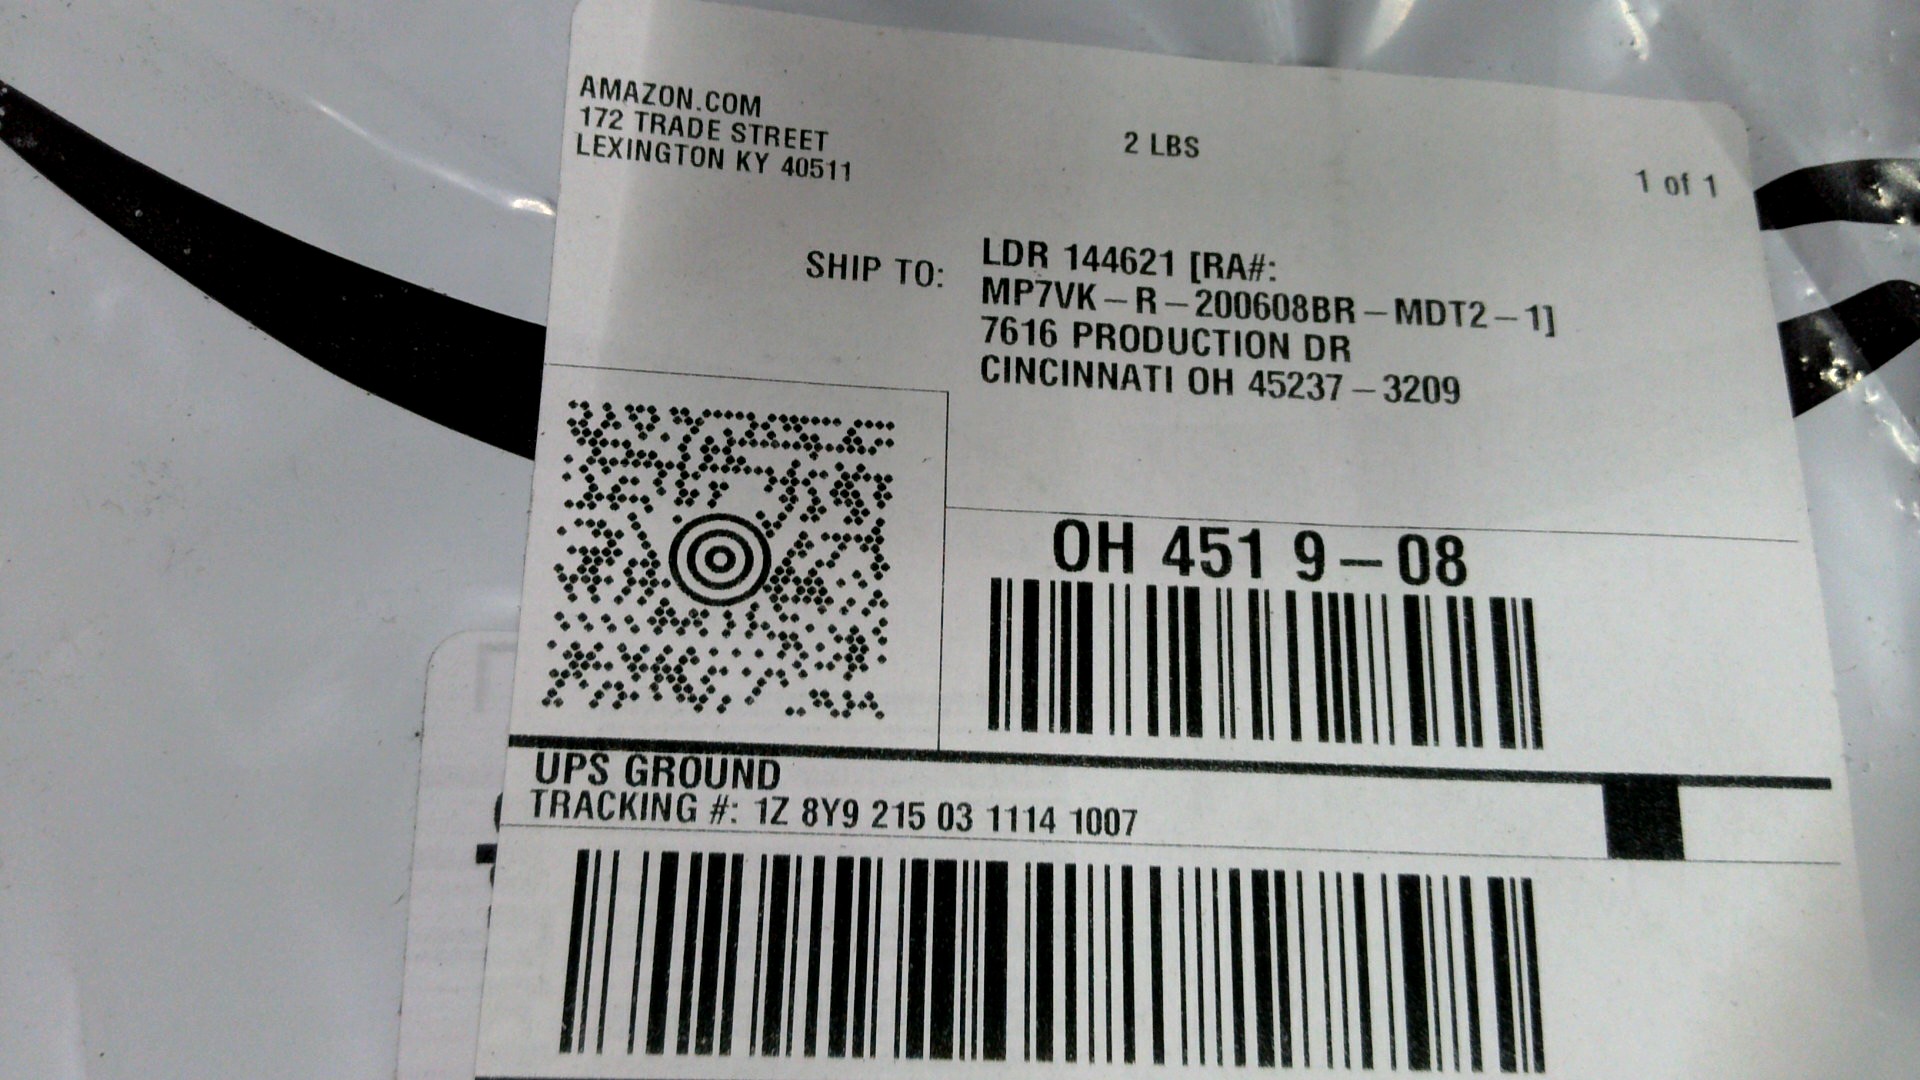 AMAZON.COM
172 TRADE STREET
LEXINGTON KY 40511
2 LBS
1 of 1
SHIP TO:
LDR 144621 [RA#:
MP7VK-R-200608BR-MDT2-1]
7616 PRODUCTION DR
CINCINNATI OH 45237-3209
OH 451 9-08
UPS GROUND
TRACKING #: 1Z 8Y9 215 03 1114 1007